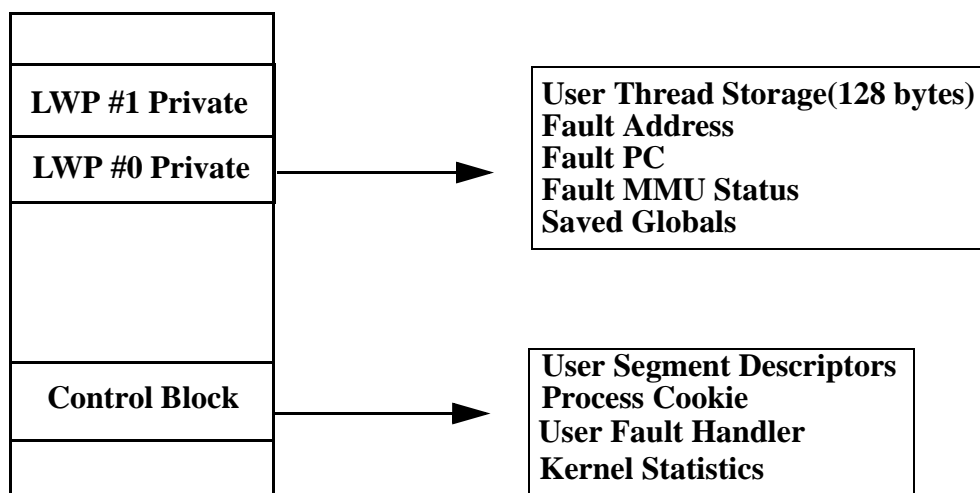 LWP #1 Private
LWP #0 Private
Control Block
User Thread Storage(128 bytes)
Fault Address
Fault PC
Fault MMU Status
Saved Globals
User Segment Descriptors
Process Cookie
User Fault Handler
Kernel Statistics